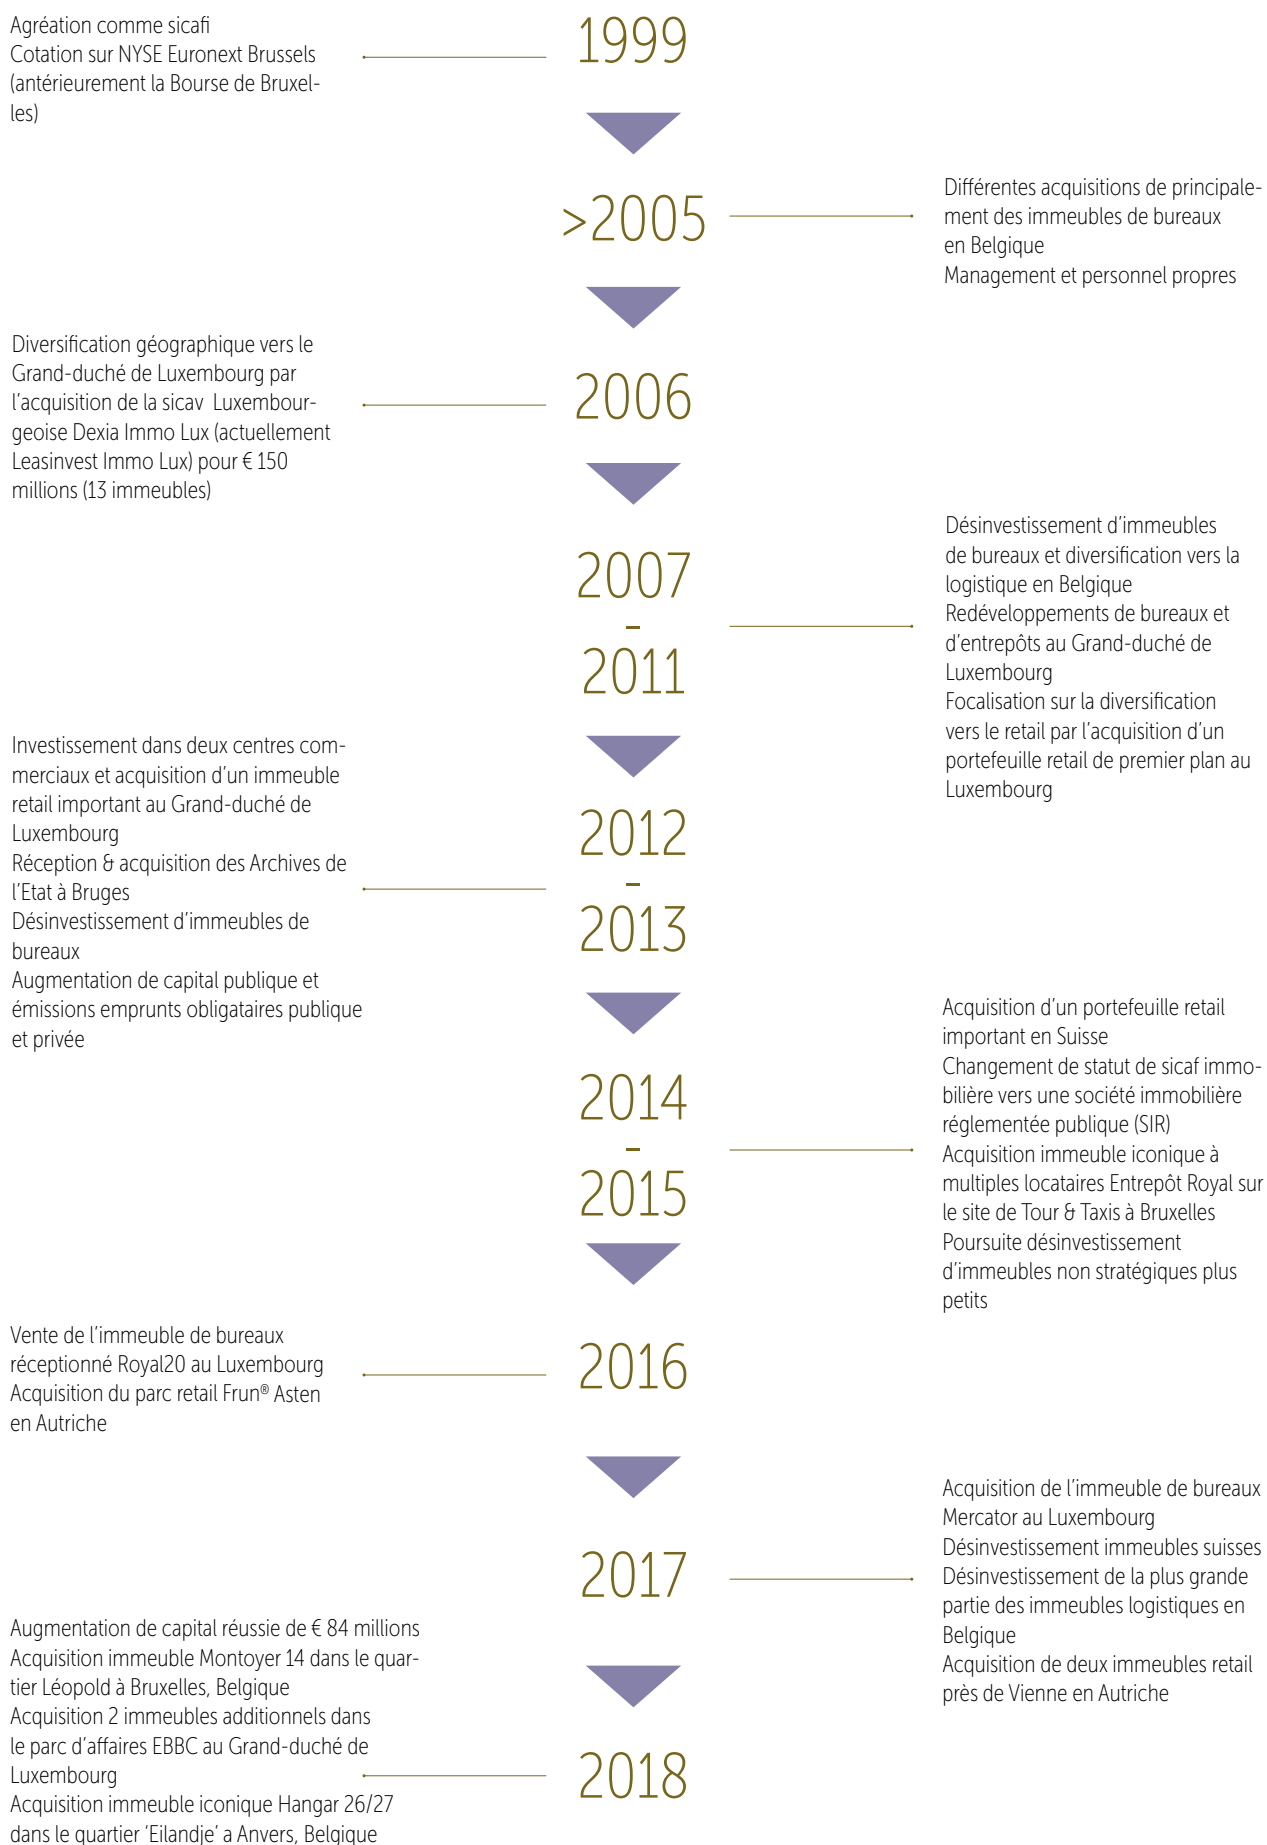 Agréation comme sicafi
Cotation sur NYSE Euronext Brussels
(antérieurement la Bourse de Bruxel-
les)
1999
>2005
Différentes acquisitions de principale-
ment des immeubles de bureaux
en Belgique
Management et personnel propres
Diversification géographique vers le
Grand-duché de Luxembourg par
l’acquisition de la sicav Luxembour-
geoise Dexia Immo Lux (actuellement
Leasinvest Immo Lux) pour € 150
millions (13 immeubles)
2006
2007
–
2011
Désinvestissement d’immeubles
de bureaux et diversification vers la
logistique en Belgique
Redéveloppements de bureaux et
d’entrepôts au Grand-duché de
Luxembourg
Focalisation sur la diversification
vers le retail par l’acquisition d’un
portefeuille retail de premier plan au
Luxembourg
Investissement dans deux centres com-
merciaux et acquisition d’un immeuble
retail important au Grand-duché de
Luxembourg
Réception & acquisition des Archives de
l’Etat à Bruges
Désinvestissement d’immeubles de
bureaux
Augmentation de capital publique et
émissions emprunts obligataires publique
et privée
2012
–
2013
2014
–
2015
Acquisition d’un portefeuille retail
important en Suisse
Changement de statut de sicaf immo-
bilière vers une société immobilière
réglementée publique (SIR)
Acquisition immeuble iconique à
multiples locataires Entrepôt Royal sur
le site de Tour & Taxis à Bruxelles
Poursuite désinvestissement
d’immeubles non stratégiques plus
petits
Vente de l’immeuble de bureaux
réceptionné Royal20 au Luxembourg
Acquisition du parc retail Frun® Asten
en Autriche
2016
2017
Acquisition de l’immeuble de bureaux
Mercator au Luxembourg
Désinvestissement immeubles suisses
Désinvestissement de la plus grande
partie des immeubles logistiques en
Belgique
Acquisition de deux immeubles retail
près de Vienne en Autriche
Augmentation de capital réussie de € 84 millions
Acquisition immeuble Montoyer 14 dans le quar-
tier Léopold à Bruxelles, Belgique
Acquisition 2 immeubles additionnels dans
le parc d’affaires EBBC au Grand-duché de
Luxembourg
Acquisition immeuble iconique Hangar 26/27
dans le quartier ‘Eilandje’ a Anvers, Belgique
2018